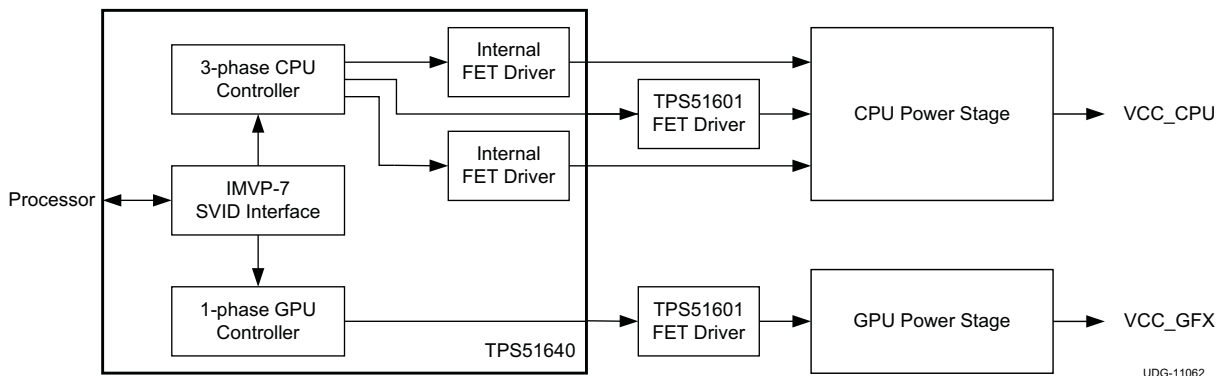 Internal
FET Driver
3-phase CPU
Controller
TPS51601
FET Driver
CPU Power Stage
VCC_CPU
Internal
FET Driver
Processor
IMVP-7
SVID Interface
1-phase GPU
Controller
TPS51601
FET Driver
GPU Power Stage
VCC_GFX
TPS51640
UDG-11062